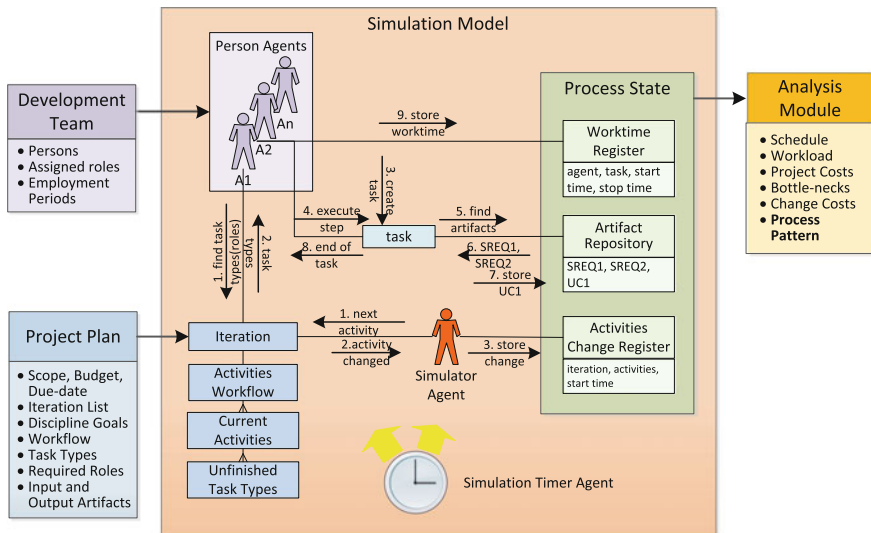 Simulation Model
Development
Team
• Persons
• Assigned roles
• Employment
Periods
Person Agents
An
A2
A1
9. store
worktime
3. create
task
4. execute
step
task
5. find
artifacts
8. end of
task
6. SREQ1,
SREQ2
7. store
UC1
1. find task
types(roles)
2. task
types
Process State
Worktime
Register
agent, task, start
time, stop time
Artifact
Repository
SREQ1, SREQ2,
UC1
Activities
Change Register
iteration, activities,
start time
Analysis
Module
• Schedule
• Workload
• Project Costs
• Bottle-necks
• Change Costs
• Process
Pattern
Project Plan
• Scope, Budget,
Due-date
• Iteration List
• Discipline Goals
• Workflow
• Task Types
• Required Roles
• Input and
Output Artifacts
Iteration
Activities
Workflow
Current
Activities
Unfinished
Task Types
1. next
activity
2.activity
changed
3. store
change
Simulator
Agent
Simulation Timer Agent